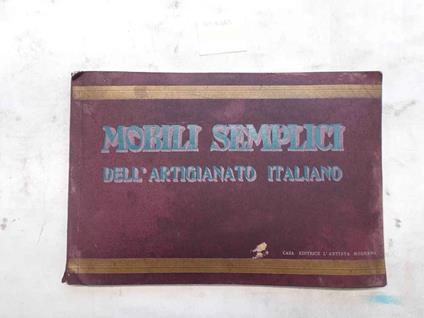 MOBILI SEMPLICI
DELL'ARTIGIANATO ITALIANO
CASA EDITRICE L'ARTISTA MODERNO